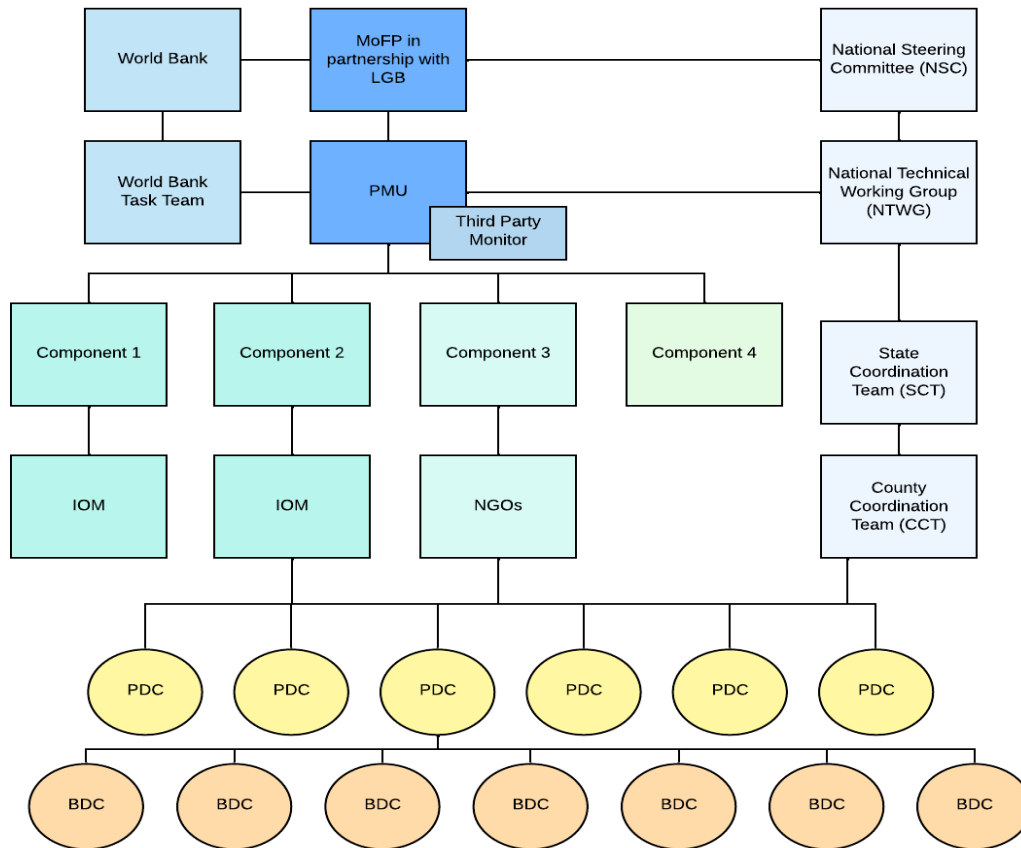 World Bank
MoFP in
partnership with
LGB
National Steering
Committee (NSC)
World Bank
Task Team
PMU
National Technical
Working Group
(NTWG)
Third Party
Monitor
Component 1
Component 2
Component 3
Component 4
State
Coordination
Team (SCT)
IOM
IOM
NGOs
County
Coordination
Team (CCT)
PDC
PDC
PDC
PDC
PDC
PDC
BDC
BDC
BDC
BDC
BDC
BDC
BDC